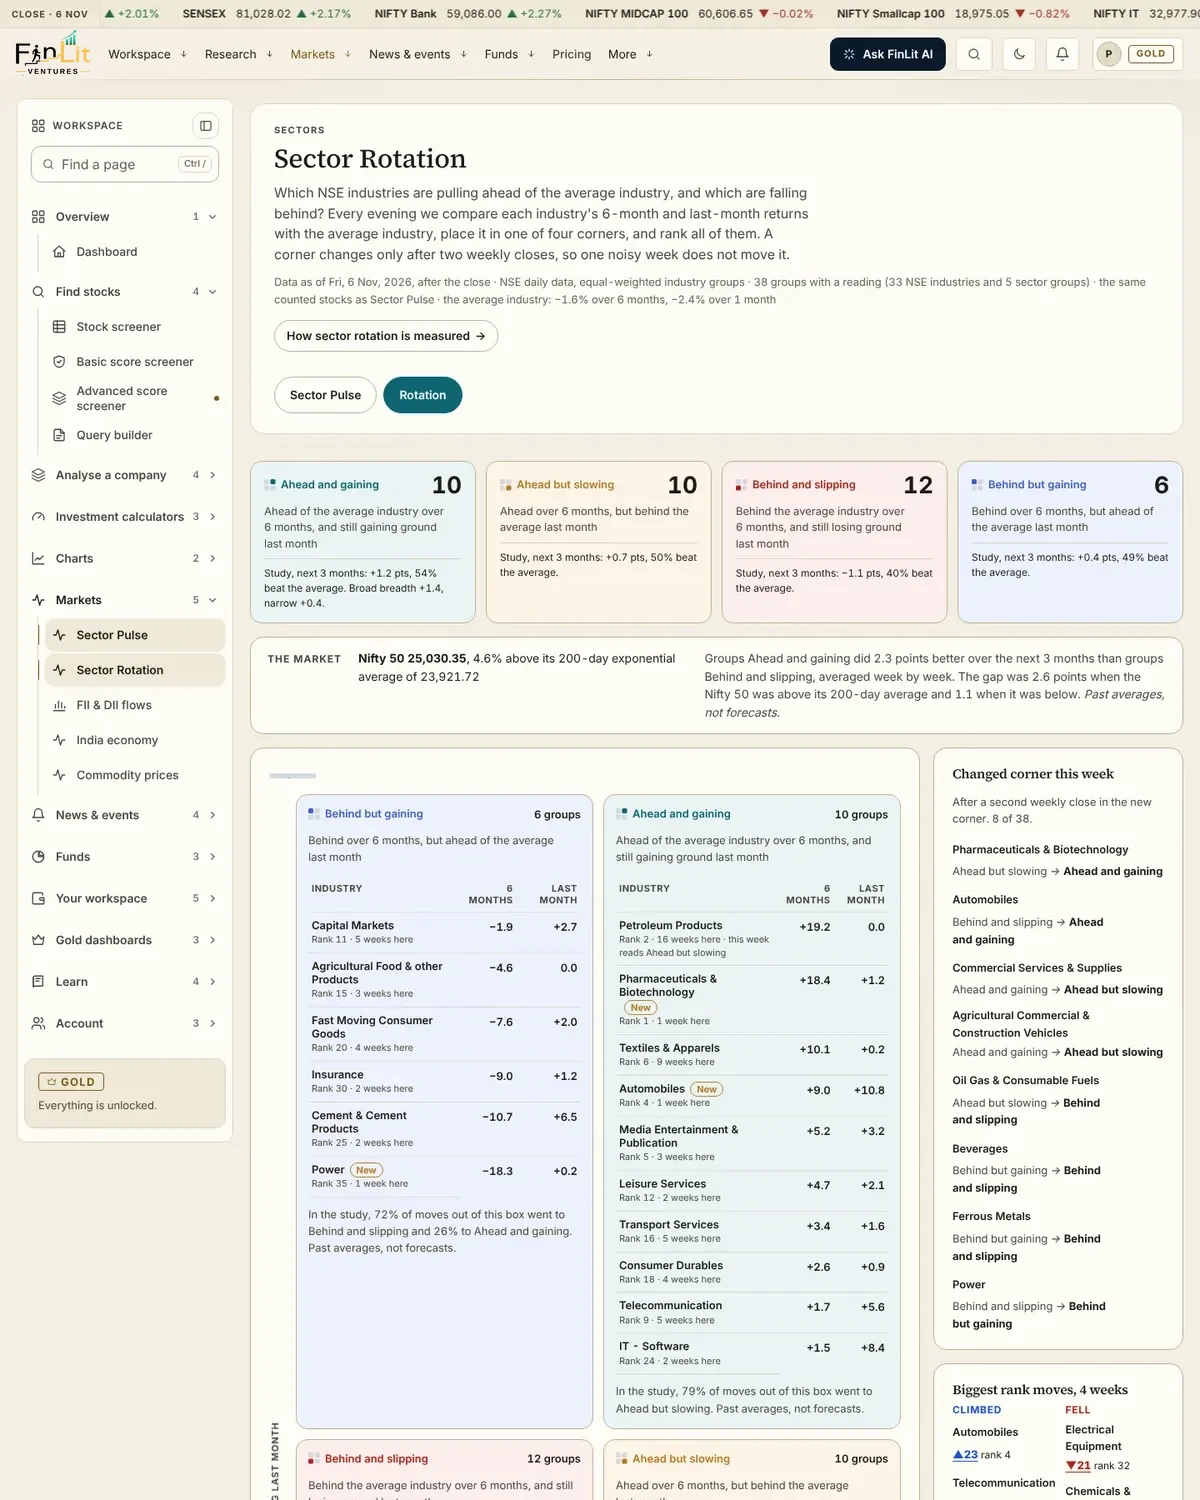 CLOSE · 6 NOV ▲ +2.01% SENSEX 81,028.02 ▲ +2.17% NIFTY Bank 59,086.00 ▲ +2.27% NIFTY MIDCAP 100 60,606.65 ▼ −0.02% NIFTY Smallcap 100 18,975.05 ▼ −0.82% NIFTY IT 32,977.9
FinLit
VENTURES
Workspace Research Markets News & events Funds Pricing More
Ask FinLit AI
P GOLD
WORKSPACE
Find a page Ctrl /
Overview 1
Dashboard
Find stocks 4
Stock screener
Basic score screener
Advanced score
screener
Query builder
Analyse a company 4
Investment calculators 3
Charts 2
Markets 5
Sector Pulse
Sector Rotation
FII & DII flows
India economy
Commodity prices
News & events 4
Funds 3
Your workspace 5
Gold dashboards 3
Learn 4
Account 3
GOLD
Everything is unlocked.
SECTORS
Sector Rotation
Which NSE industries are pulling ahead of the average industry, and which are falling
behind? Every evening we compare each industry's 6-month and last-month returns
with the average industry, place it in one of four corners, and rank all of them. A
corner changes only after two weekly closes, so one noisy week does not move it.
Data as of Fri, 6 Nov, 2026, after the close · NSE daily data, equal-weighted industry groups · 38 groups with a reading (33 NSE industries and 5 sector groups) · the same
counted stocks as Sector Pulse · the average industry: −1.6% over 6 months, −2.4% over 1 month
How sector rotation is measured →
Sector Pulse
Rotation
Ahead and gaining 10
Ahead of the average industry over
6 months, and still gaining ground
last month
Study, next 3 months: +1.2 pts, 54%
beat the average. Broad breadth +1.4,
narrow +0.4.
Ahead but slowing 10
Ahead over 6 months, but behind the
average last month
Study, next 3 months: +0.7 pts, 50% beat
the average.
Behind and slipping 12
Behind the average industry over
6 months, and still losing ground
last month
Study, next 3 months: −1.1 pts, 40% beat
the average.
Behind but gaining 6
Behind over 6 months, but ahead of
the average last month
Study, next 3 months: +0.4 pts, 49% beat
the average.
THE MARKET
Nifty 50 25,030.35, 4.6% above its 200-day exponential
average of 23,921.72
Groups Ahead and gaining did 2.3 points better over the next 3 months than groups
Behind and slipping, averaged week by week. The gap was 2.6 points when the
Nifty 50 was above its 200-day average and 1.1 when it was below. Past averages,
not forecasts.
Behind but gaining 6 groups
Behind over 6 months, but ahead of the average
last month
INDUSTRY 6 MONTHS LAST MONTH
Capital Markets −1.9 +2.7
Rank 11 · 5 weeks here
Agricultural Food & other
Products −4.6 0.0
Rank 15 · 3 weeks here
Fast Moving Consumer
Goods −7.6 +2.0
Rank 20 · 4 weeks here
Insurance −9.0 +1.2
Rank 30 · 2 weeks here
Cement & Cement
Products −10.7 +6.5
Rank 25 · 2 weeks here
Power New −18.3 +0.2
Rank 35 · 1 week here
In the study, 72% of moves out of this box went to
Behind and slipping and 26% to Ahead and gaining.
Past averages, not forecasts.
Ahead and gaining 10 groups
Ahead of the average industry over 6 months, and
still gaining ground last month
INDUSTRY 6 MONTHS LAST MONTH
Petroleum Products +19.2 0.0
Rank 2 · 16 weeks here · this week
reads Ahead but slowing
Pharmaceuticals &
Biotechnology +18.4 +1.2
New
Rank 1 · 1 week here
Textiles & Apparels +10.1 +0.2
Rank 6 · 9 weeks here
Automobiles New +9.0 +10.8
Rank 4 · 1 week here
Media Entertainment &
Publication +5.2 +3.2
Rank 5 · 3 weeks here
Leisure Services +4.7 +2.1
Rank 12 · 2 weeks here
Transport Services +3.4 +1.6
Rank 16 · 5 weeks here
Consumer Durables +2.6 +0.9
Rank 18 · 4 weeks here
Telecommunication +1.7 +5.6
Rank 9 · 5 weeks here
IT - Software +1.5 +8.4
Rank 24 · 2 weeks here
In the study, 79% of moves out of this box went to
Ahead but slowing. Past averages, not forecasts.
G LAST MONTH
Behind and slipping 12 groups
Behind the average industry over 6 months, and still
Ahead but slowing 10 groups
Ahead over 6 months, but behind the average
Changed corner this week
After a second weekly close in the new
corner. 8 of 38.
Pharmaceuticals & Biotechnology
Ahead but slowing → Ahead and gaining
Automobiles
Behind and slipping → Ahead
and gaining
Commercial Services & Supplies
Ahead and gaining → Ahead but slowing
Agricultural Commercial &
Construction Vehicles
Ahead and gaining → Ahead but slowing
Oil Gas & Consumable Fuels
Ahead but slowing → Behind
and slipping
Beverages
Behind but gaining → Behind
and slipping
Ferrous Metals
Behind but gaining → Behind
and slipping
Power
Behind and slipping → Behind
but gaining
Biggest rank moves, 4 weeks
CLIMBED
Automobiles
▲23 rank 4
Telecommunication
FELL
Electrical
Equipment
▼21 rank 32
Chemicals &